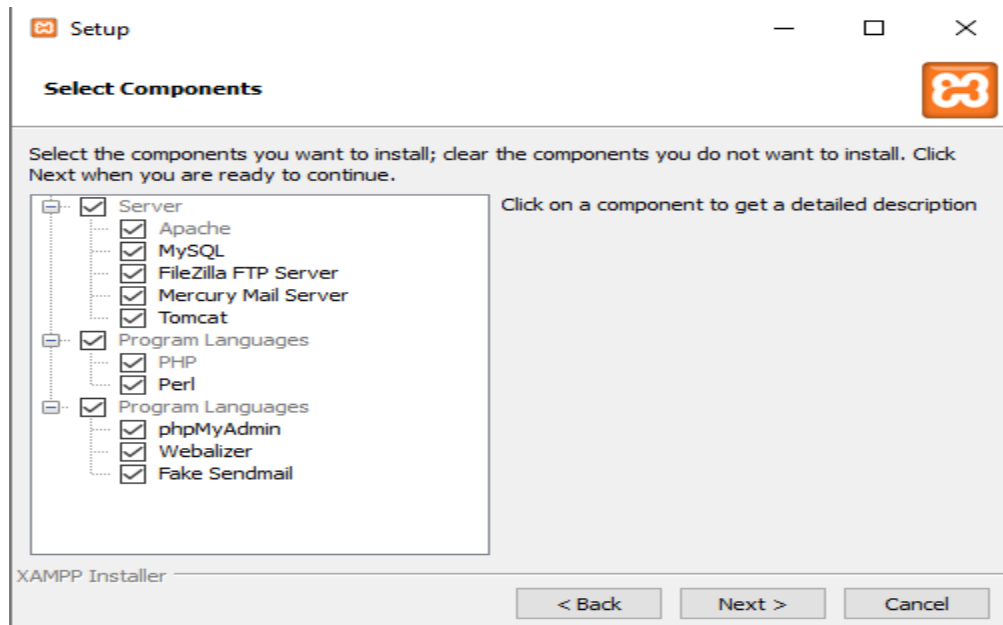 Setup
Select Components
Select the components you want to install; clear the components you do not want to install. Click
Next when you are ready to continue.
Server
Apache
MySQL
FileZilla FTP Server
Mercury Mail Server
Tomcat
Program Languages
PHP
Perl
Program Languages
phpMyAdmin
Webalizer
Fake Sendmail
Click on a component to get a detailed description
XAMPP Installer
< Back
Next >
Cancel